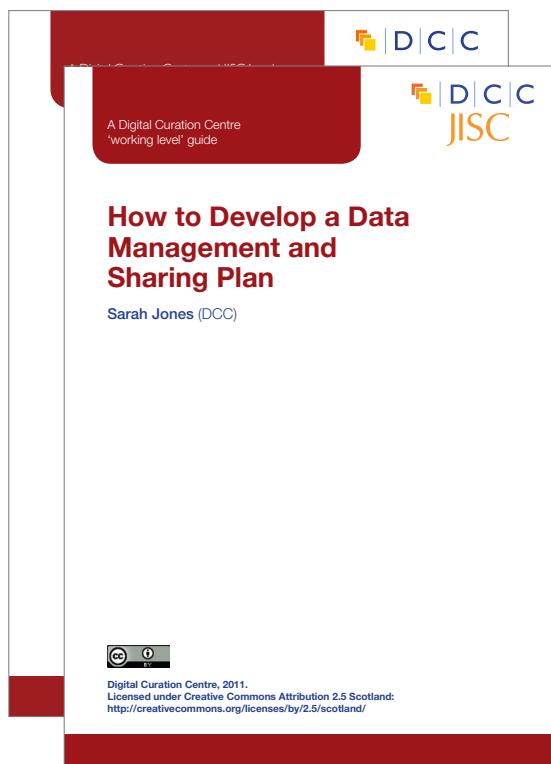 D|C|C
D|C|C
JISC
A Digital Curation Centre
‘working level’ guide
How to Develop a Data
Management and
Sharing Plan
Sarah Jones (DCC)
cc
BY
Digital Curation Centre, 2011.
Licensed under Creative Commons Attribution 2.5 Scotland:
http://creativecommons.org/licenses/by/2.5/scotland/